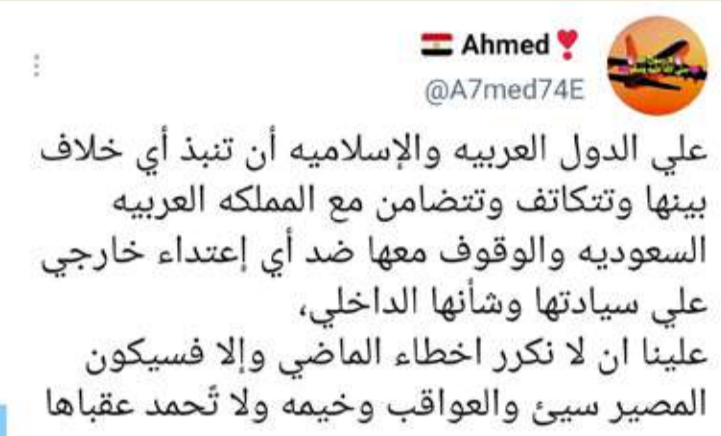 Ahmed
@A7med74E
علي الدول العربيه والإسلاميه أن تنبذ أي خلاف
بينها وتتكاتف وتتضامن مع المملكه العربيه
السعوديه والوقوف معها ضد أي إعتداء خارجي
علي سيادتها وشأنها الداخلي،
علينا ان لا نكرر اخطاء الماضي وإلا فسيكون
المصير سيئ والعواقب وخيمه ولا تًحمد عقباها